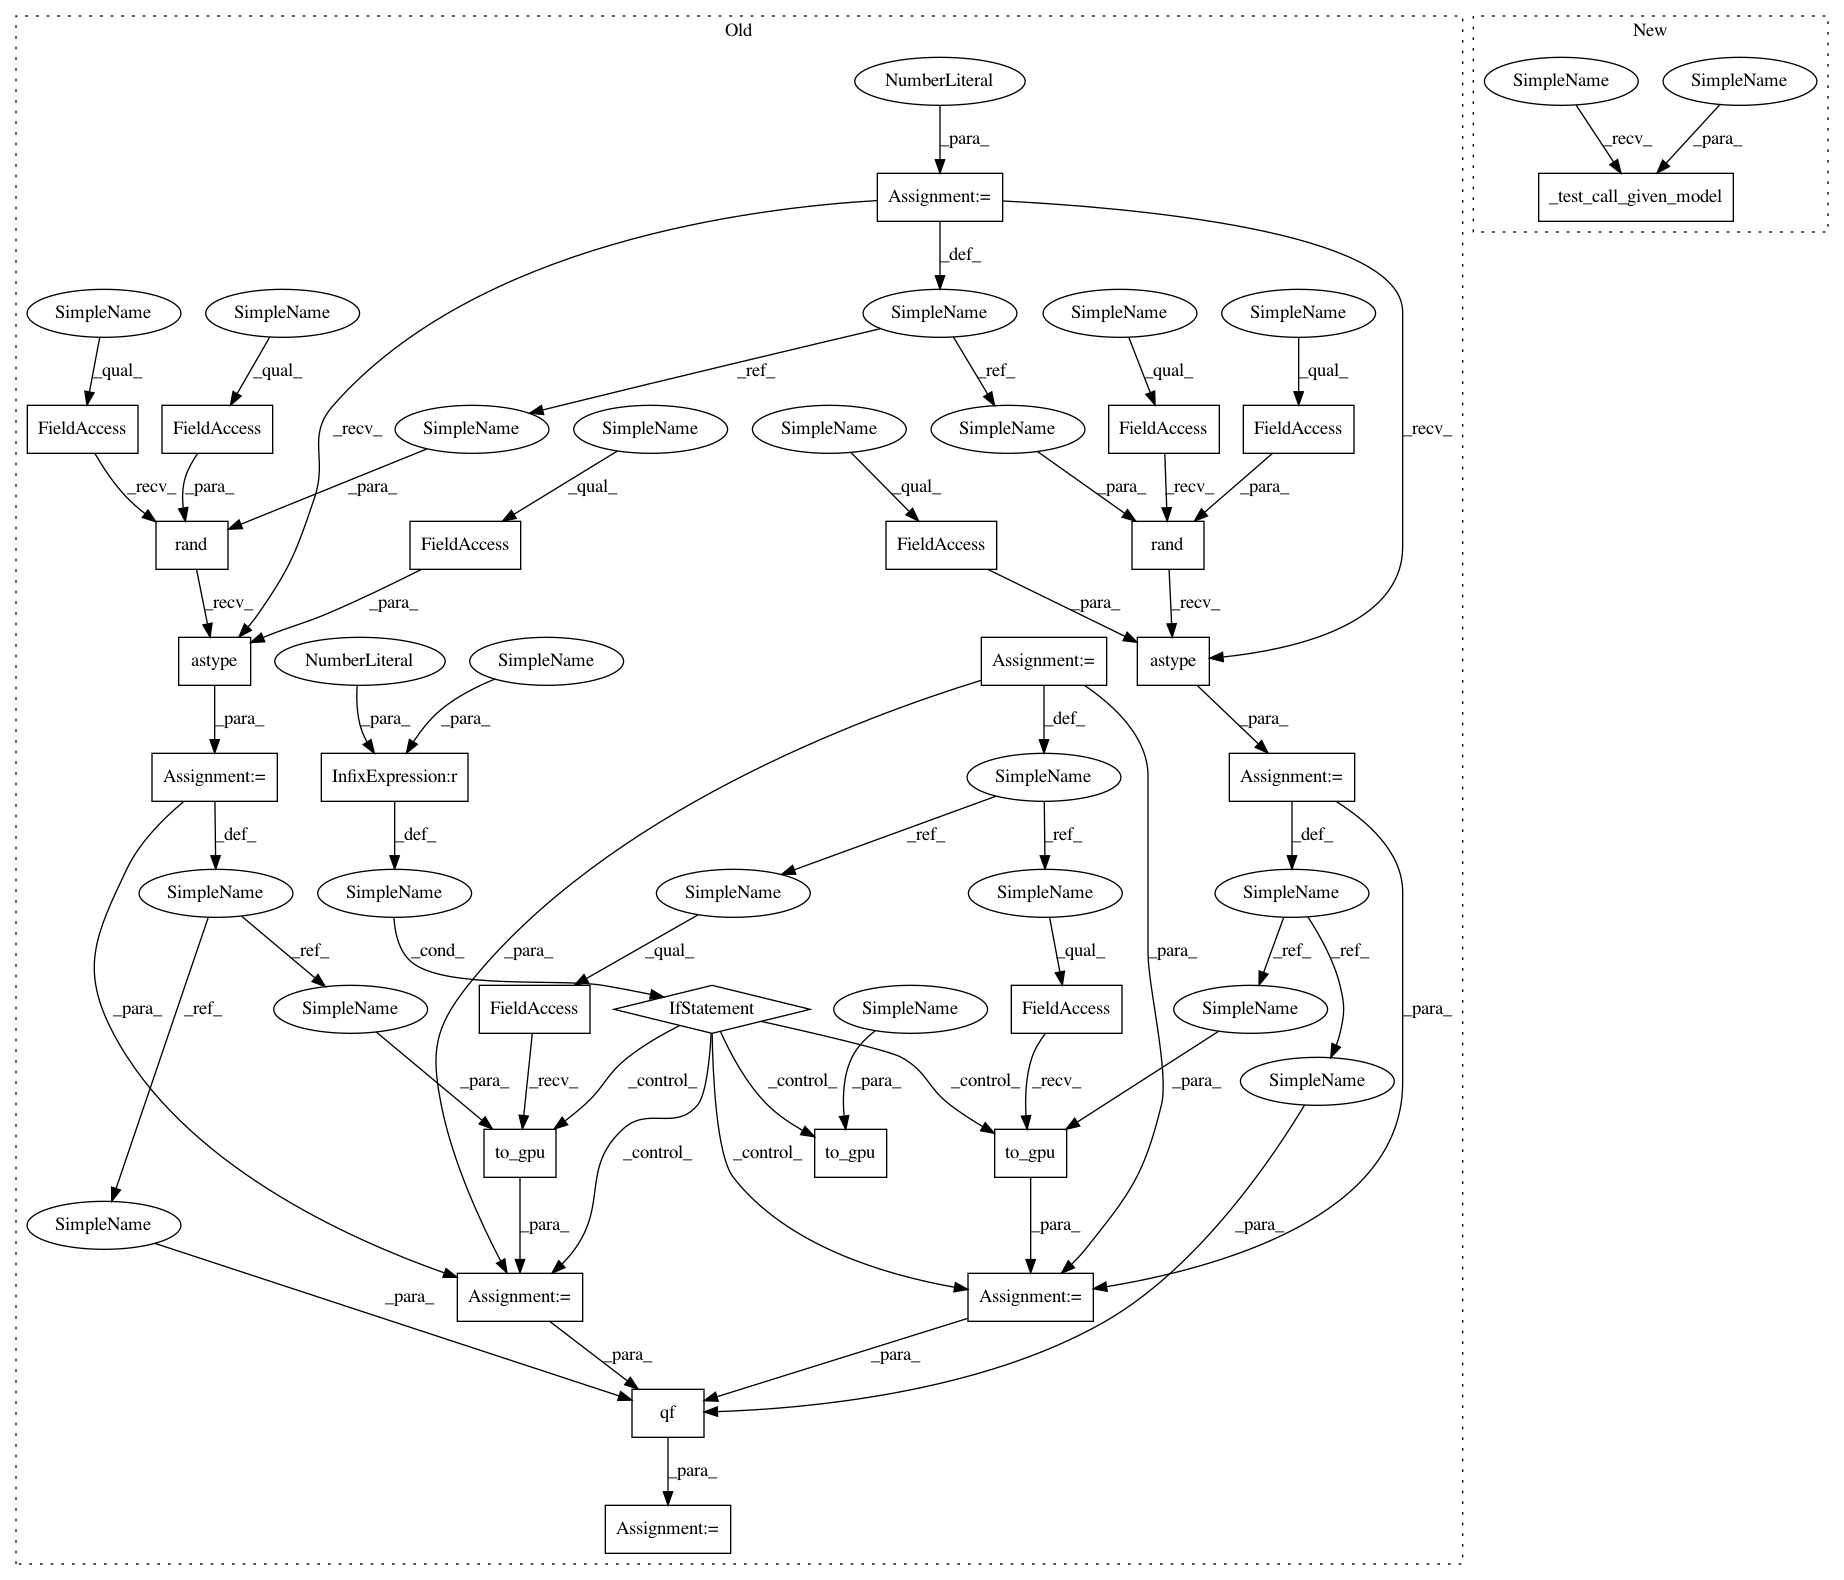 Old
New
NumberLiteral
SimpleName
SimpleName
_para_
_recv_
_para_
Assignment:=
_test_call_given_model
_def_
SimpleName
SimpleName
SimpleName
SimpleName
SimpleName
_qual_
_qual_
_ref_
_ref_
_qual_
_qual_
FieldAccess
FieldAccess
_recv_
SimpleName
SimpleName
SimpleName
SimpleName
FieldAccess
FieldAccess
_recv_
_recv_
_para_
_para_
_qual_
_qual_
_para_
_recv_
_para_
rand
FieldAccess
FieldAccess
rand
_recv_
_para_
_para_
_recv_
astype
NumberLiteral
SimpleName
Assignment:=
astype
_para_
_para_
_para_
_def_
_para_
Assignment:=
InfixExpression:r
SimpleName
Assignment:=
_def_
_def_
_ref_
_ref_
_def_
SimpleName
SimpleName
SimpleName
SimpleName
SimpleName
_ref_
_cond_
_para_
_qual_
_qual_
_para_
_ref_
_ref_
_para_
_ref_
SimpleName
FieldAccess
IfStatement
SimpleName
FieldAccess
SimpleName
_para_
_para_
_recv_
_control_
_control_
_para_
_control_
_recv_
_para_
SimpleName
to_gpu
_control_
_control_
to_gpu
to_gpu
SimpleName
_para_
_para_
_para_
Assignment:=
Assignment:=
_para_
_para_
_para_
qf
_para_
Assignment:=